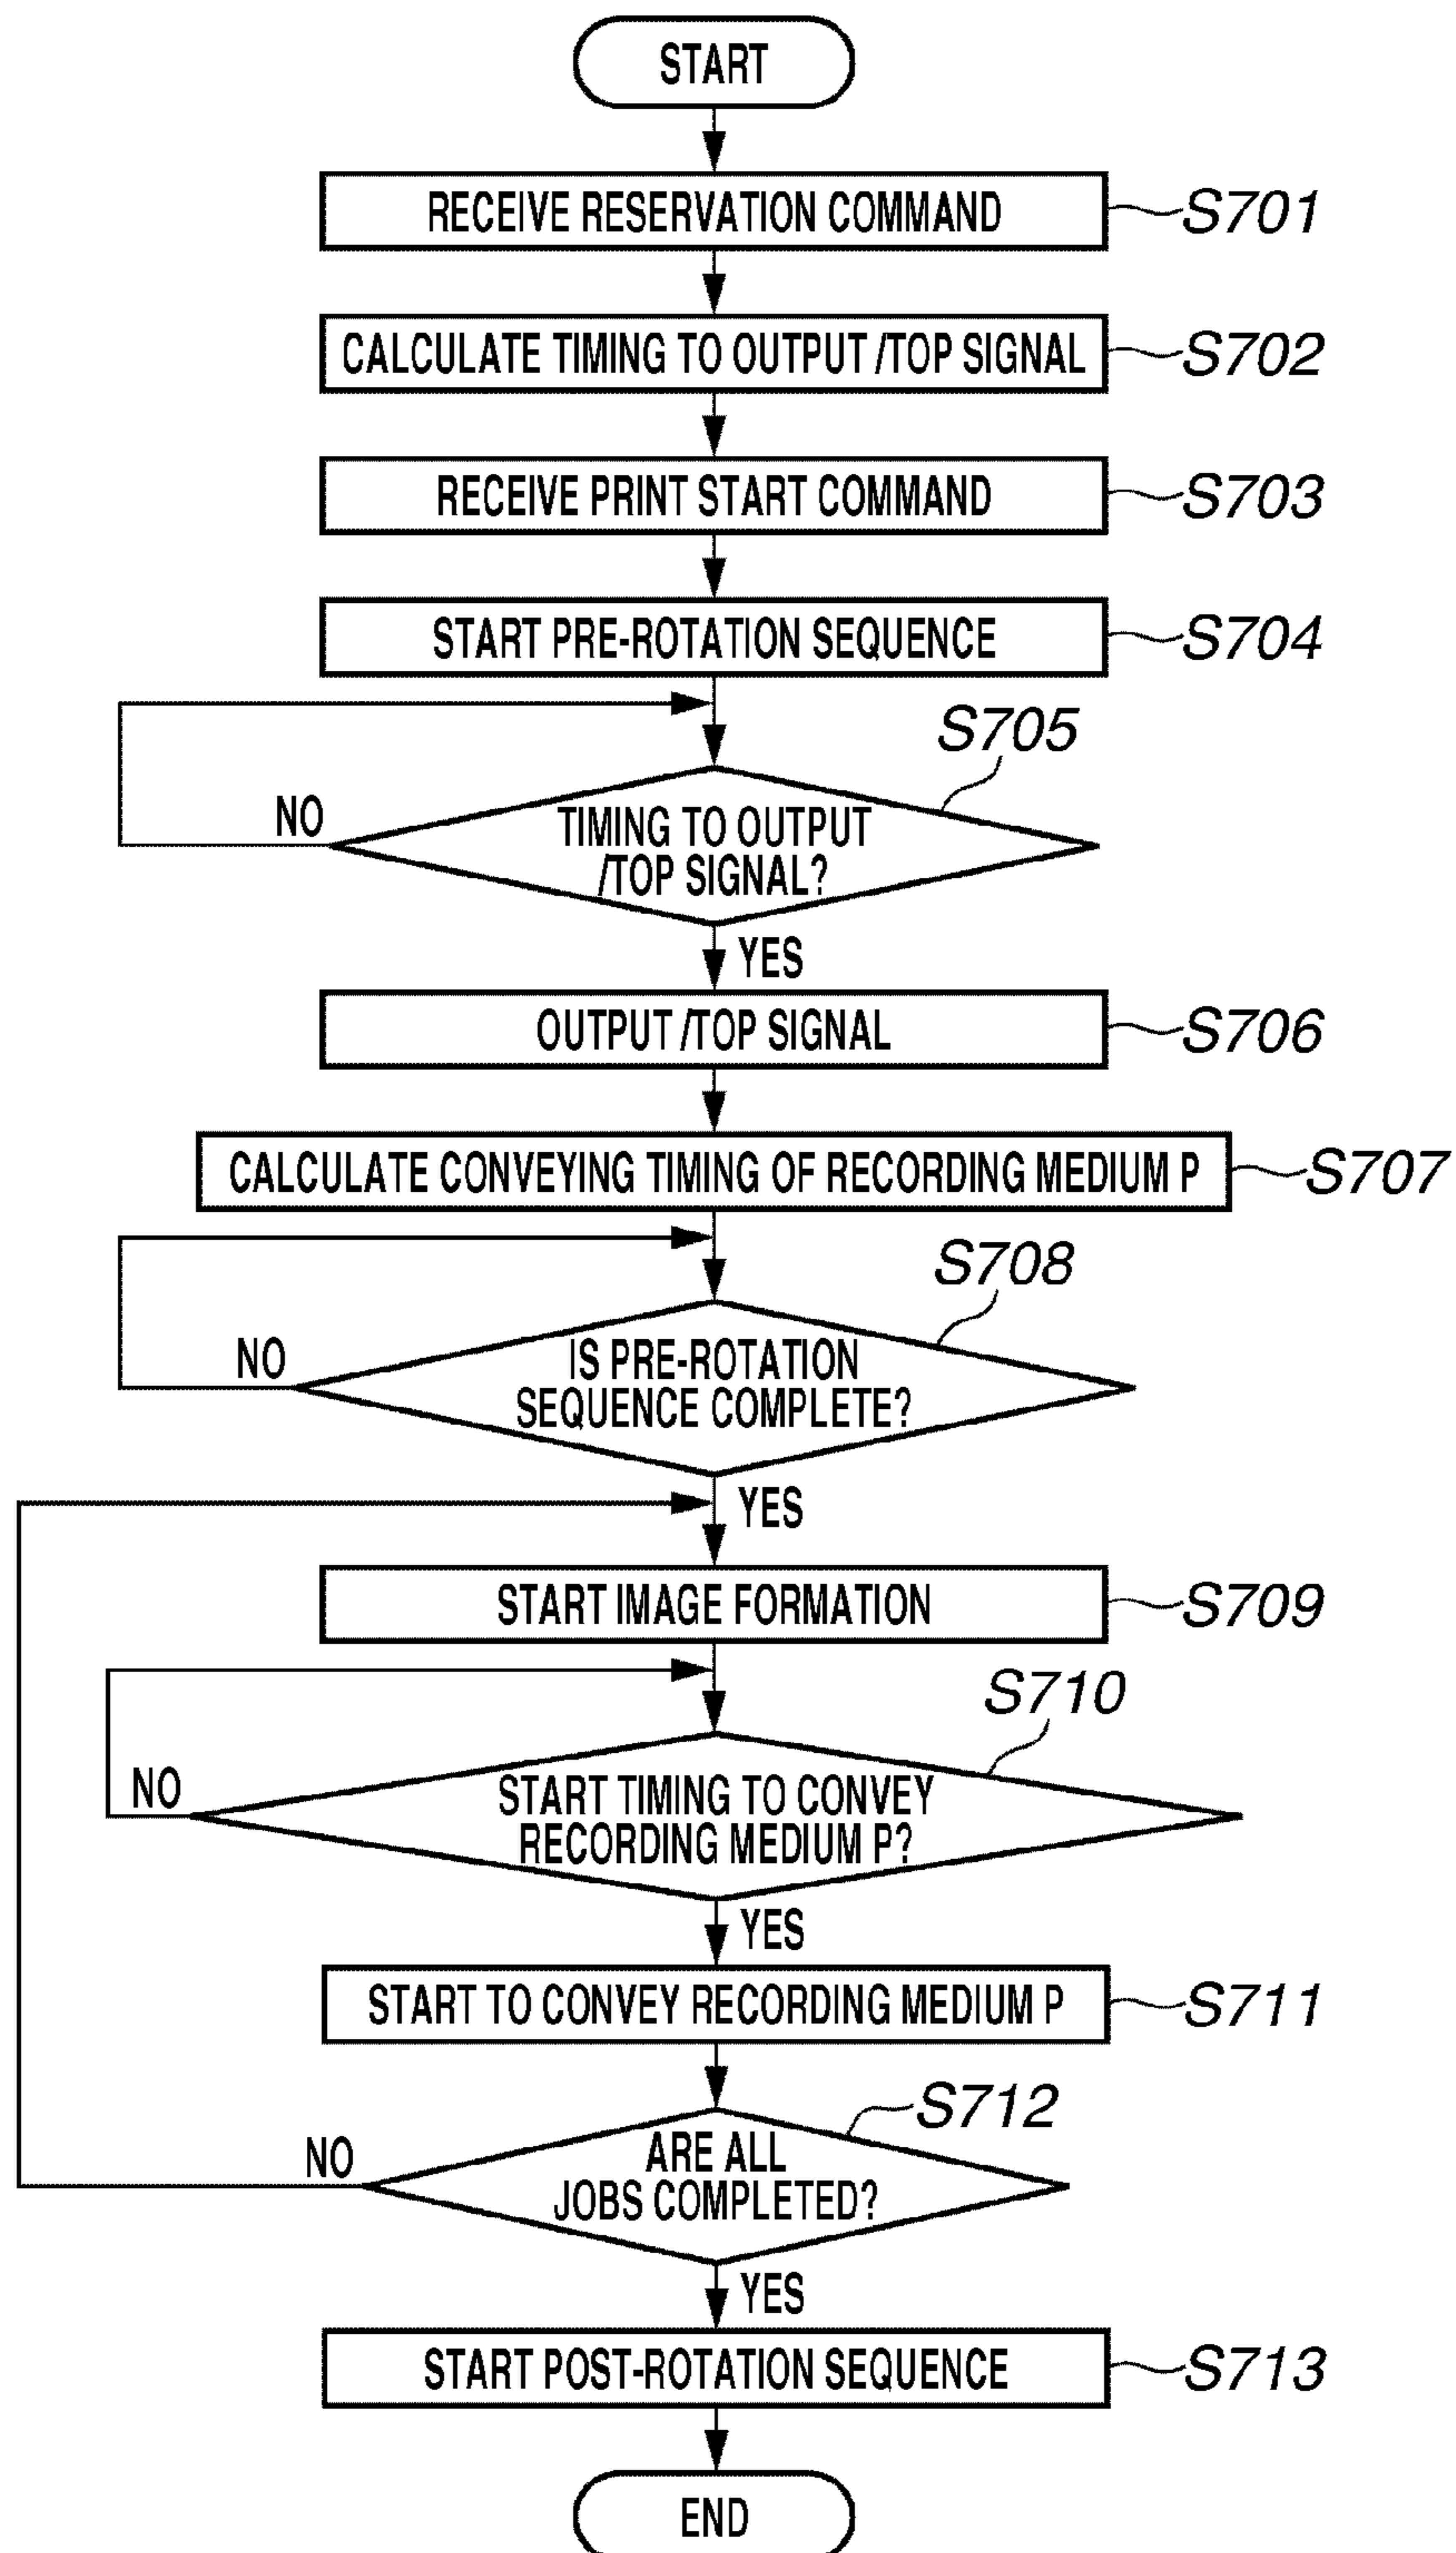 START
RECEIVE RESERVATION COMMAND
S701
CALCULATE TIMING TO OUTPUT /TOP SIGNAL
S702
RECEIVE PRINT START COMMAND
S703
START PRE-ROTATION SEQUENCE
S704
S705
TIMING TO OUTPUT
/TOP SIGNAL?
NO
YES
OUTPUT /TOP SIGNAL
S706
CALCULATE CONVEYING TIMING OF RECORDING MEDIUM P
S707
S708
IS PRE-ROTATION
SEQUENCE COMPLETE?
NO
YES
START IMAGE FORMATION
S709
S710
START TIMING TO CONVEY
RECORDING MEDIUM P?
NO
YES
START TO CONVEY RECORDING MEDIUM P
S711
S712
ARE ALL
JOBS COMPLETED?
NO
YES
START POST-ROTATION SEQUENCE
S713
END